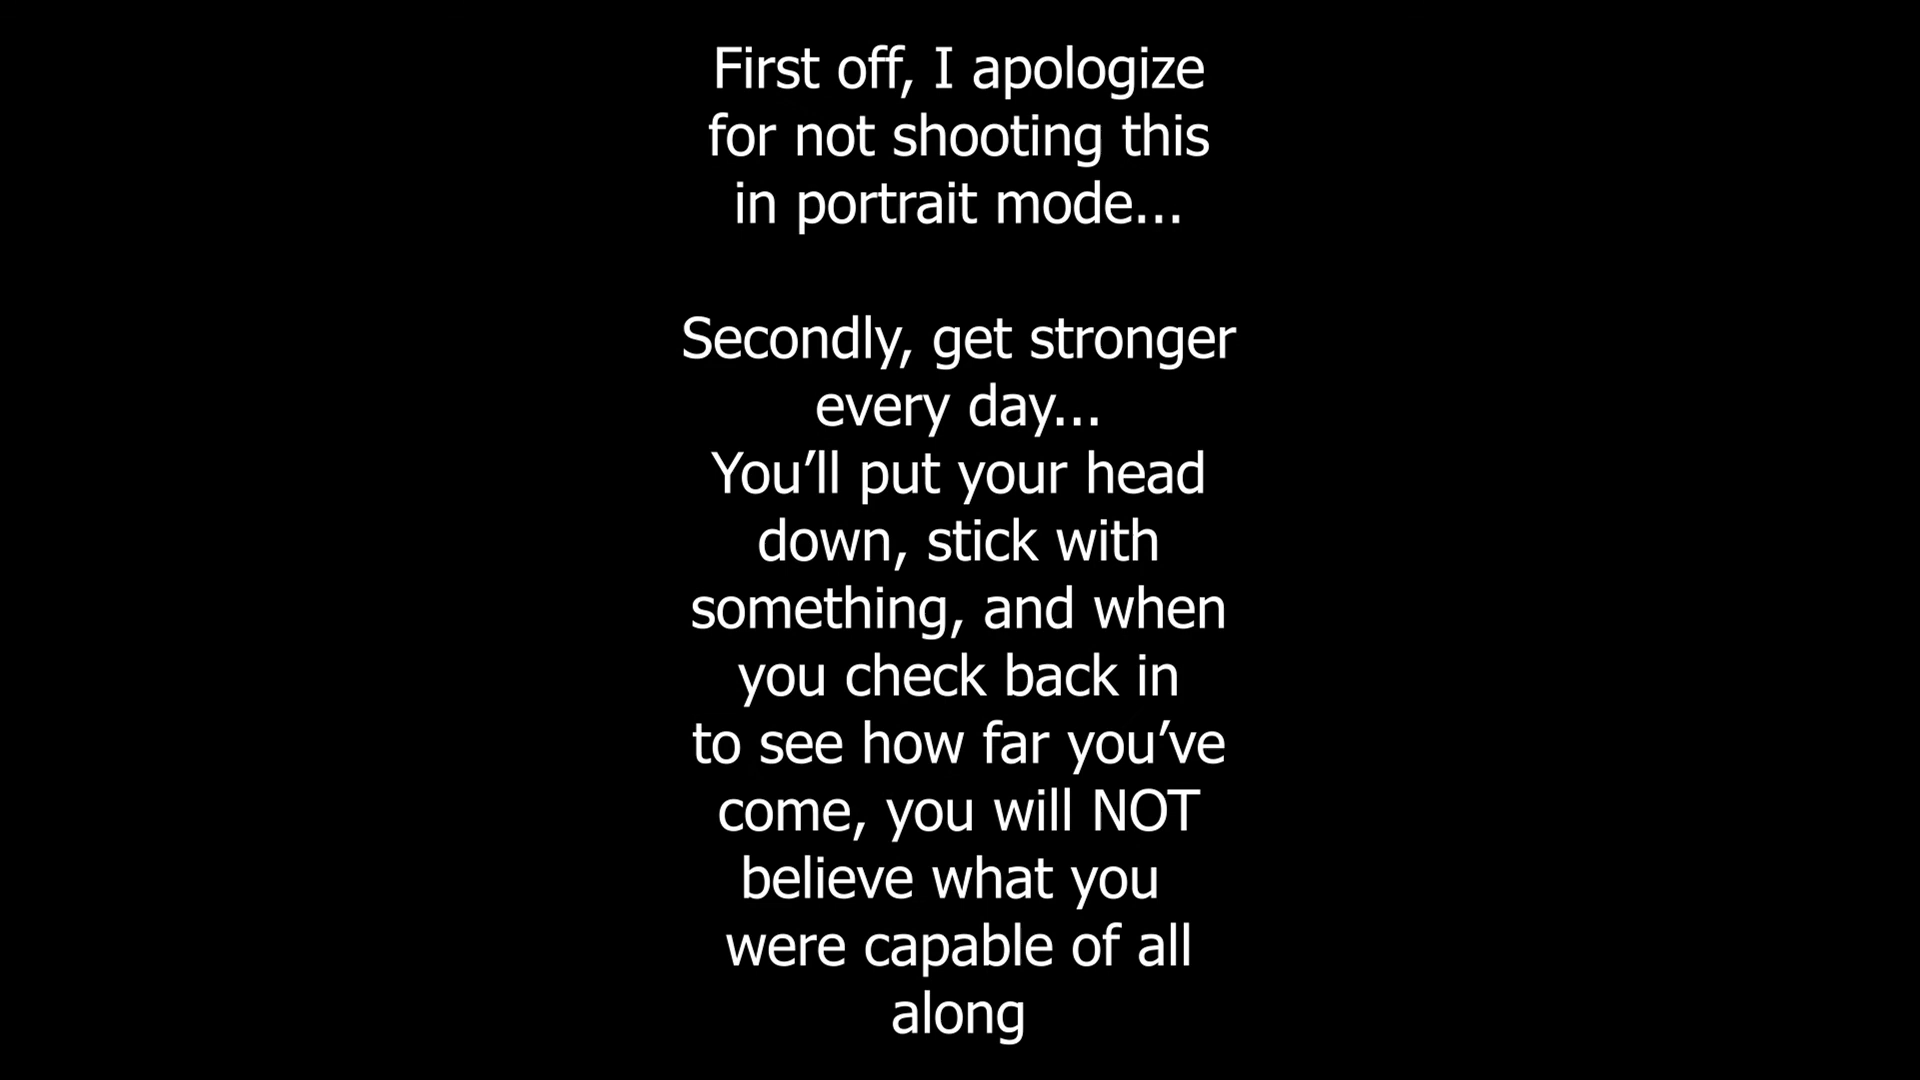 First off, I apologize
for not shooting this
in portrait mode...
Secondly, get stronger
every day...
You’ll put your head
down, stick with
something, and when
you check back in
to see how far you’ve
come, you will NOT
believe what you
were capable of all
along